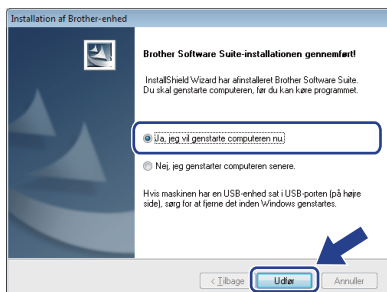 Installation af Brother-enhed
Brother Software Suite-installationen gennemført!
InstallShield Wizard har afinstalleret Brother Software Suite.
Du skal genstarte computeren, før du kan køre programmet.
Ja, jeg vil genstarte computeren nu.
Nej, jeg genstarter computeren senere.
Hvis maskinen har en USB-enhed sat i USB-porten (på højre
side), sørg for at fjerne det inden Windows genstartes.
< Tilbage Udfør Annuller